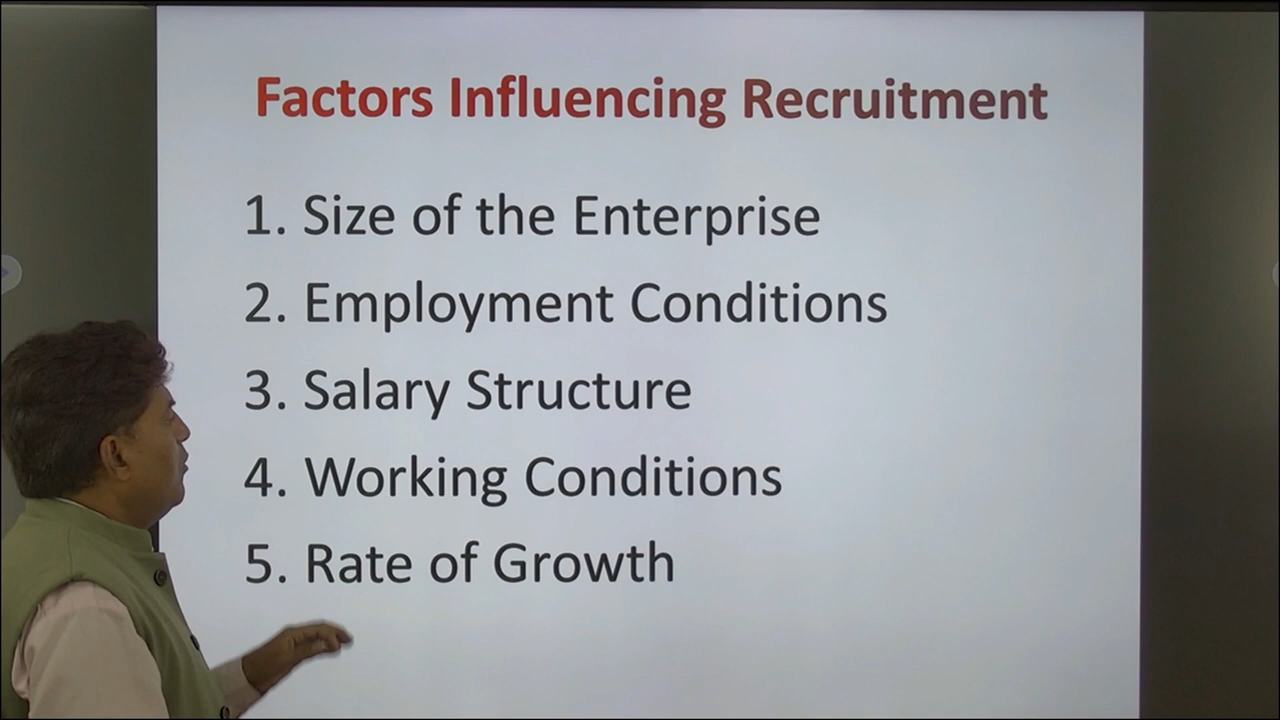 Factors Influencing Recruitment
1. Size of the Enterprise
2. Employment Conditions
3. Salary Structure
4. Working Conditions
5. Rate of Growth